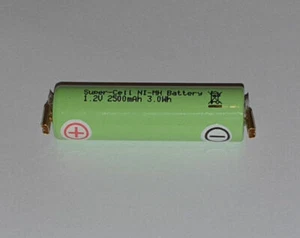 Super-Cell Ni-MH Battery
1.2V 2500mAh 3.0Wh
+
-